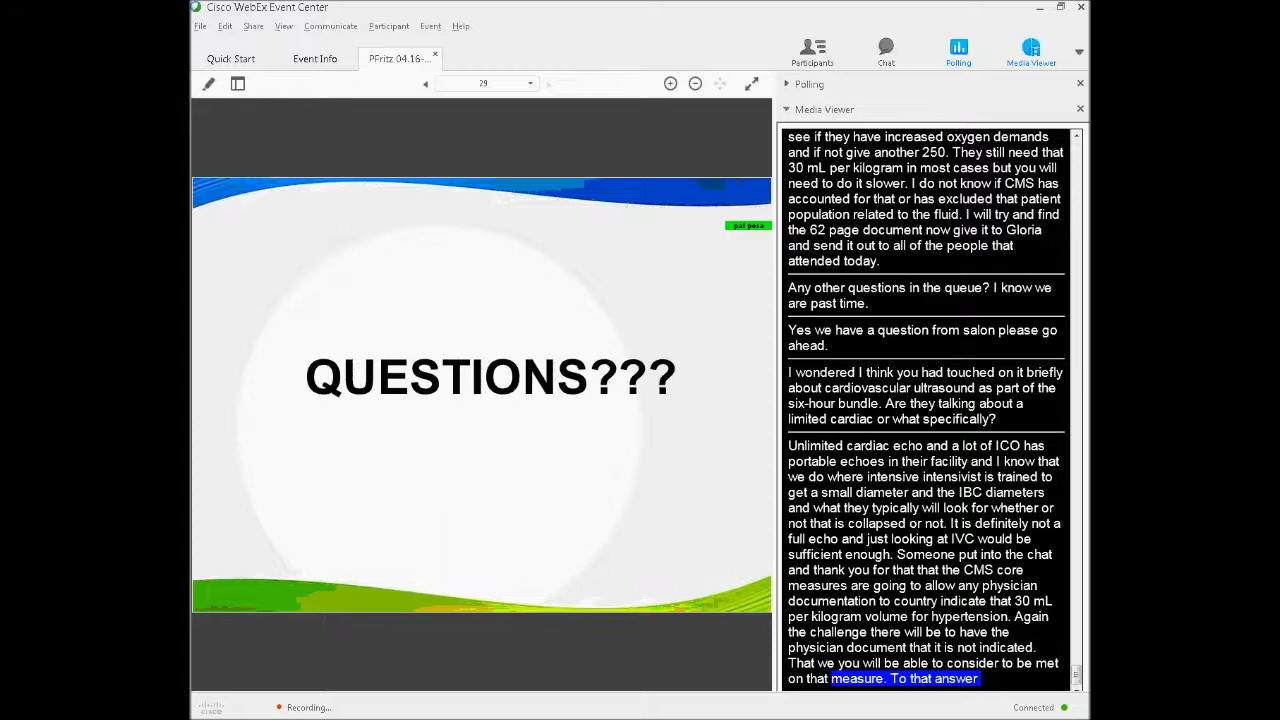 Cisco WebEx Event Center
File Edit Share View Communicate Participant Event Help
Quick Start Event Info PFritz 04.16-...
Participants Chat Polling Media Viewer
29
Polling
Media Viewer
pat posa
QUESTIONS???
see if they have increased oxygen demands
and if not give another 250. They still need that
30 mL per kilogram in most cases but you will
need to do it slower. I do not know if CMS has
accounted for that or has excluded that patient
population related to the fluid. I will try and find
the 62 page document now give it to Gloria
and send it out to all of the people that
attended today.
Any other questions in the queue? I know we
are past time.
Yes we have a question from salon please go
ahead.
I wondered I think you had touched on it briefly
about cardiovascular ultrasound as part of the
six-hour bundle. Are they talking about a
limited cardiac or what specifically?
Unlimited cardiac echo and a lot of ICO has
portable echoes in their facility and I know that
we do where intensive intensivist is trained to
get a small diameter and the IBC diameters
and what they typically will look for whether or
not that is collapsed or not. It is definitely not a
full echo and just looking at IVC would be
sufficient enough. Someone put into the chat
and thank you for that that the CMS core
measures are going to allow any physician
documentation to country indicate that 30 mL
per kilogram volume for hypertension. Again
the challenge there will be to have the
physician document that it is not indicated.
That we you will be able to consider to be met
on that measure. To that answer
CISCO
Recording...
Connected